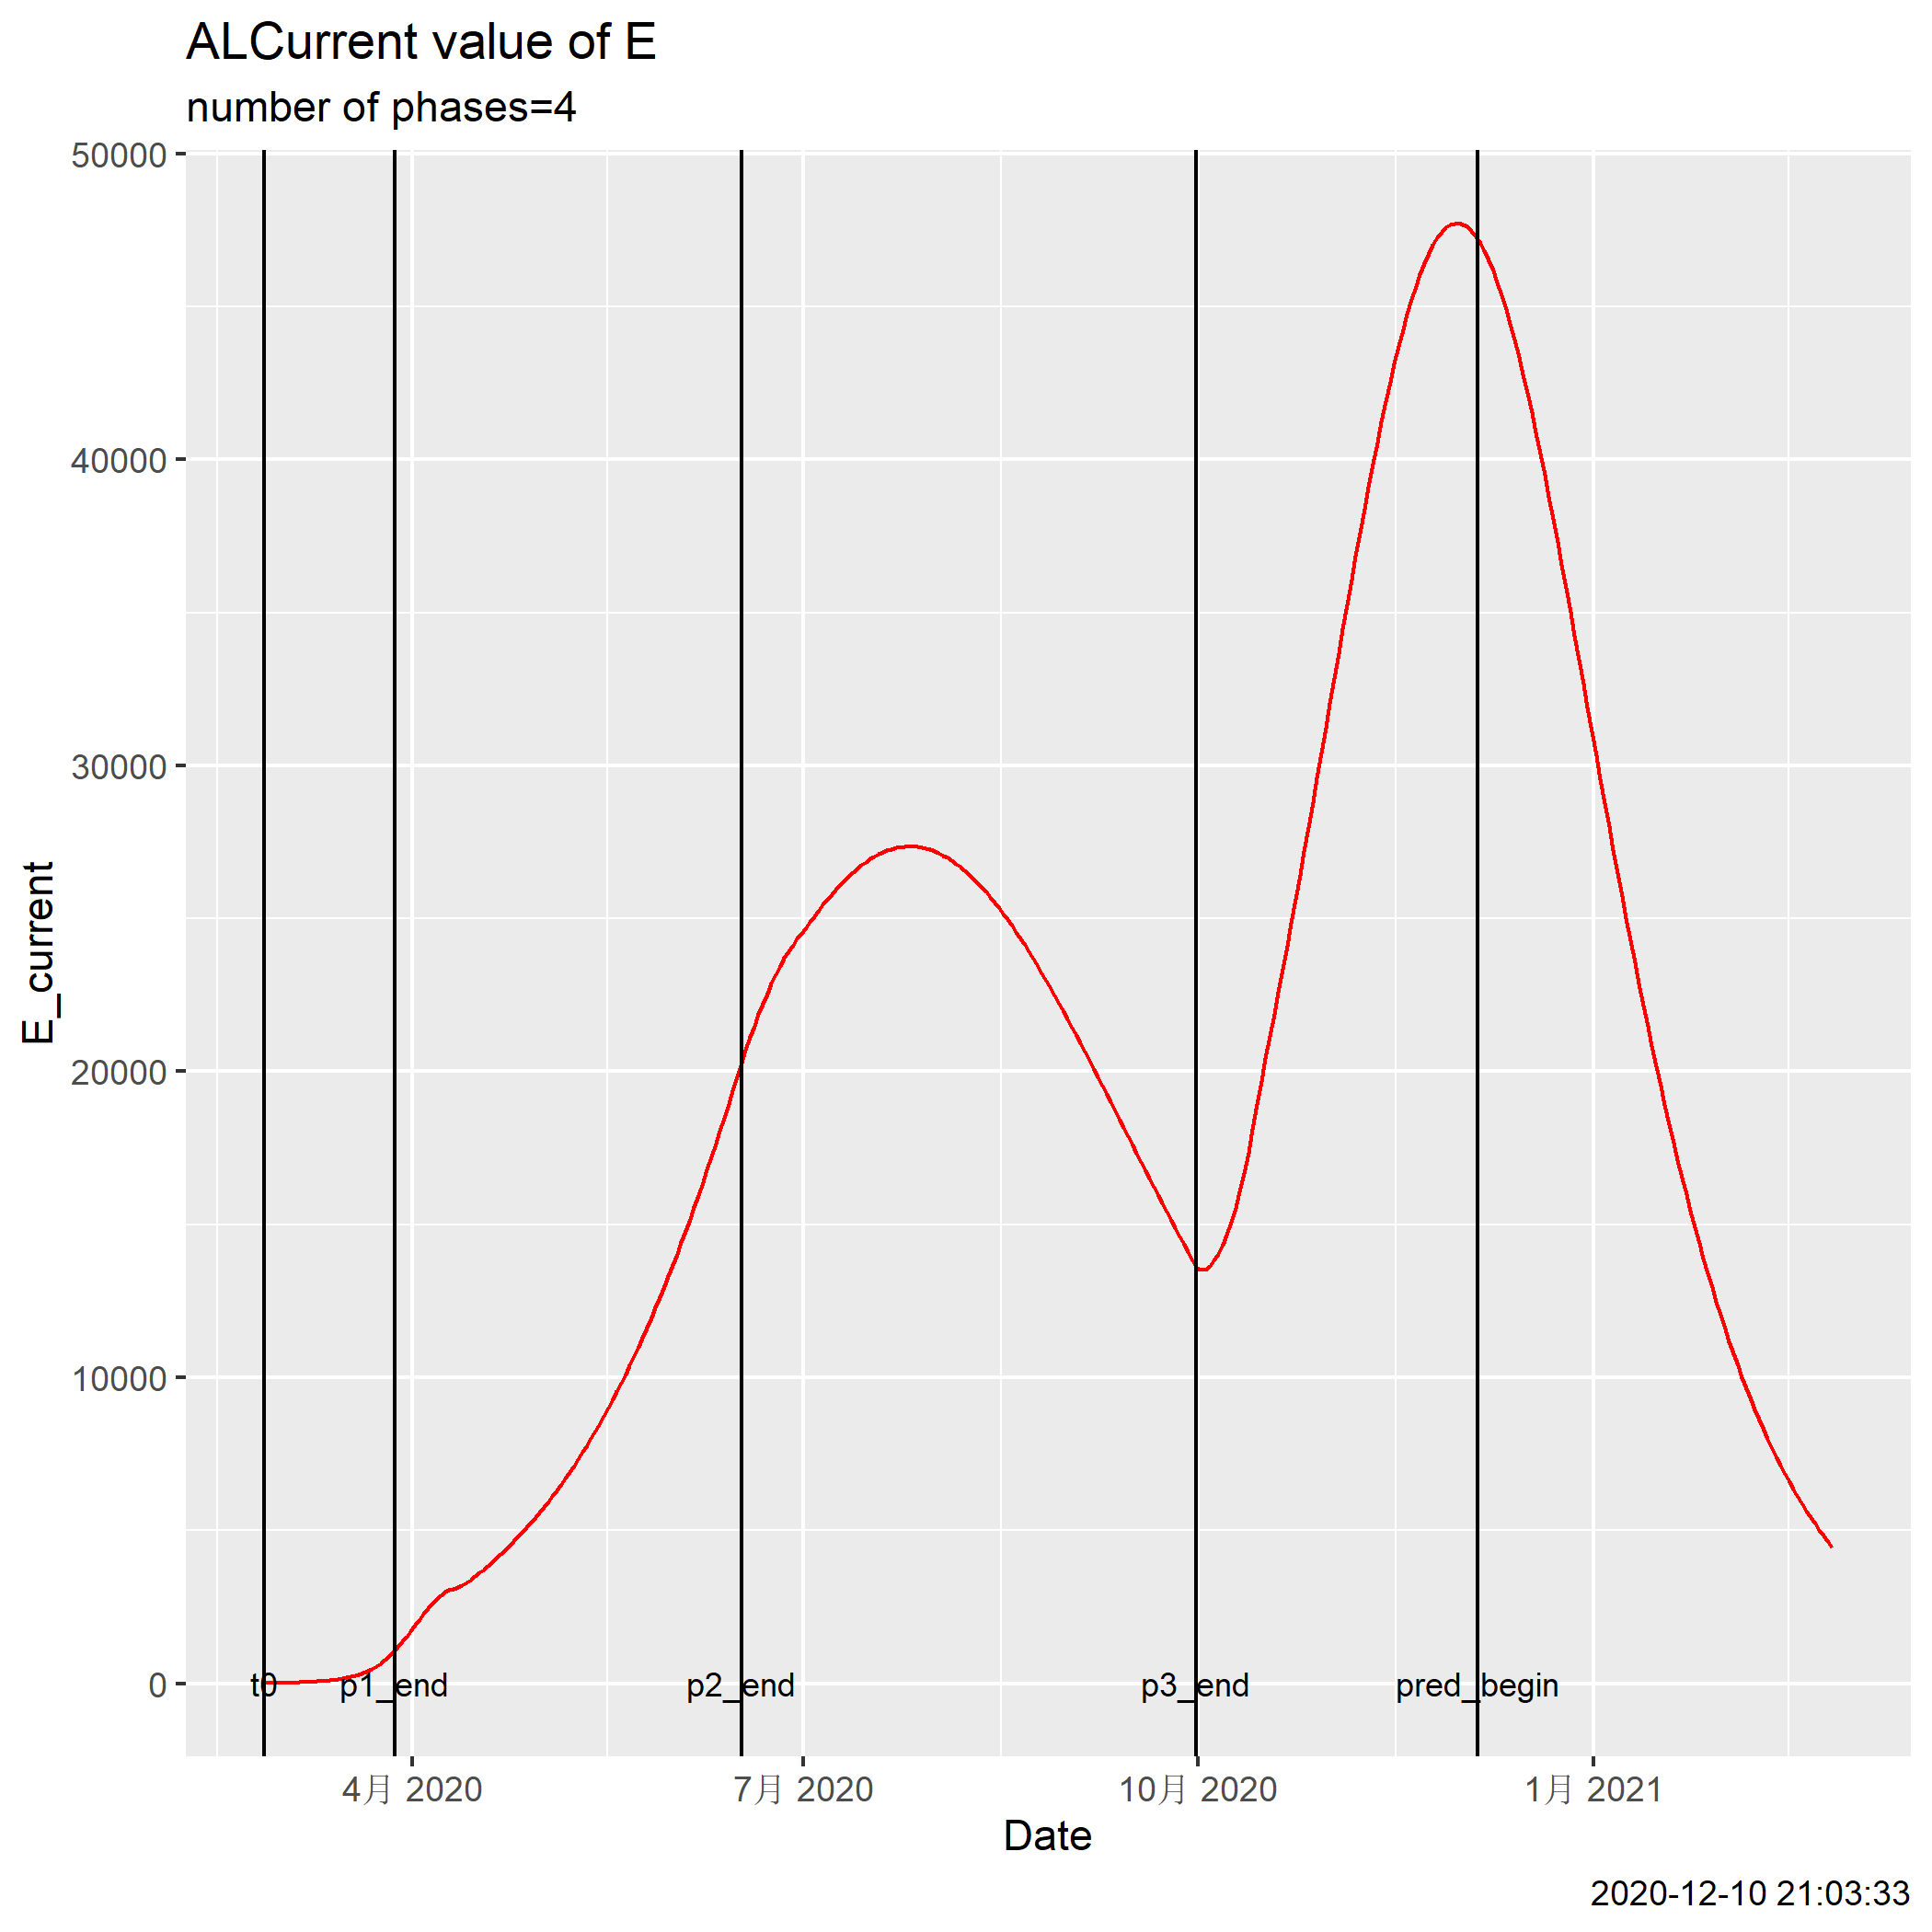 ALCurrent value of E
number of phases=4
50000
40000
30000
20000
10000
0
E_current
t0
p1_end
p2_end
p3_end
pred_begin
4月 2020
7月 2020
10月 2020
1月 2021
Date
2020-12-10 21:03:33